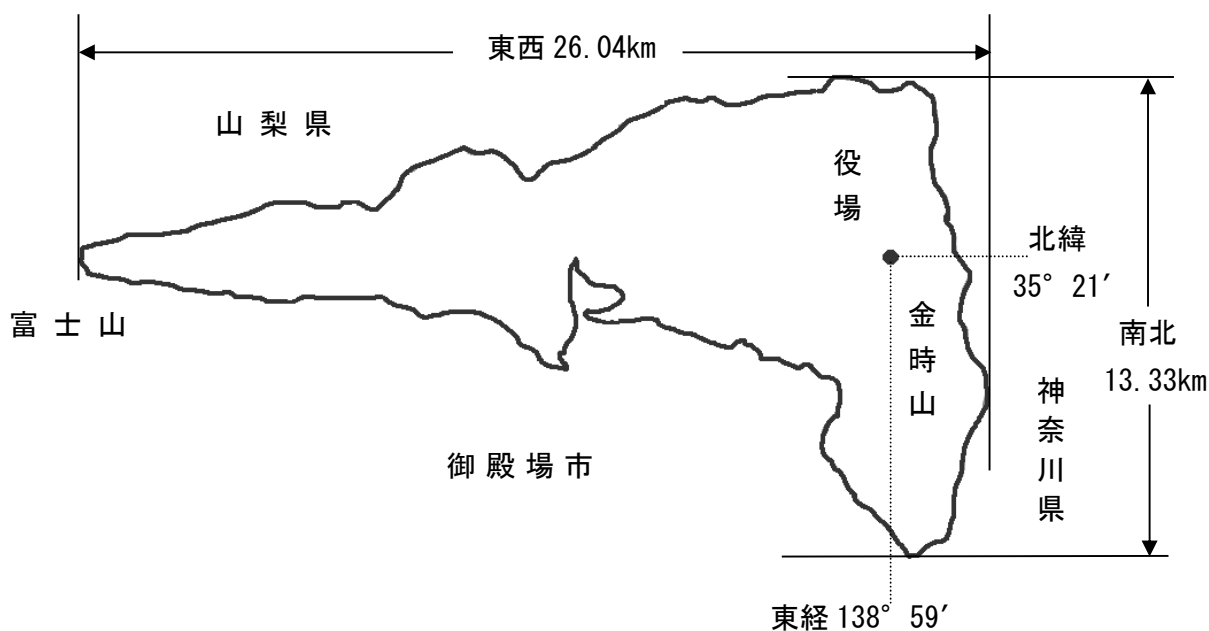 東西 26.04km
山梨県
役場
北緯
35° 21′
富士山
金時山
南北
13.33km
神奈川県
御殿場市
東経 138° 59′